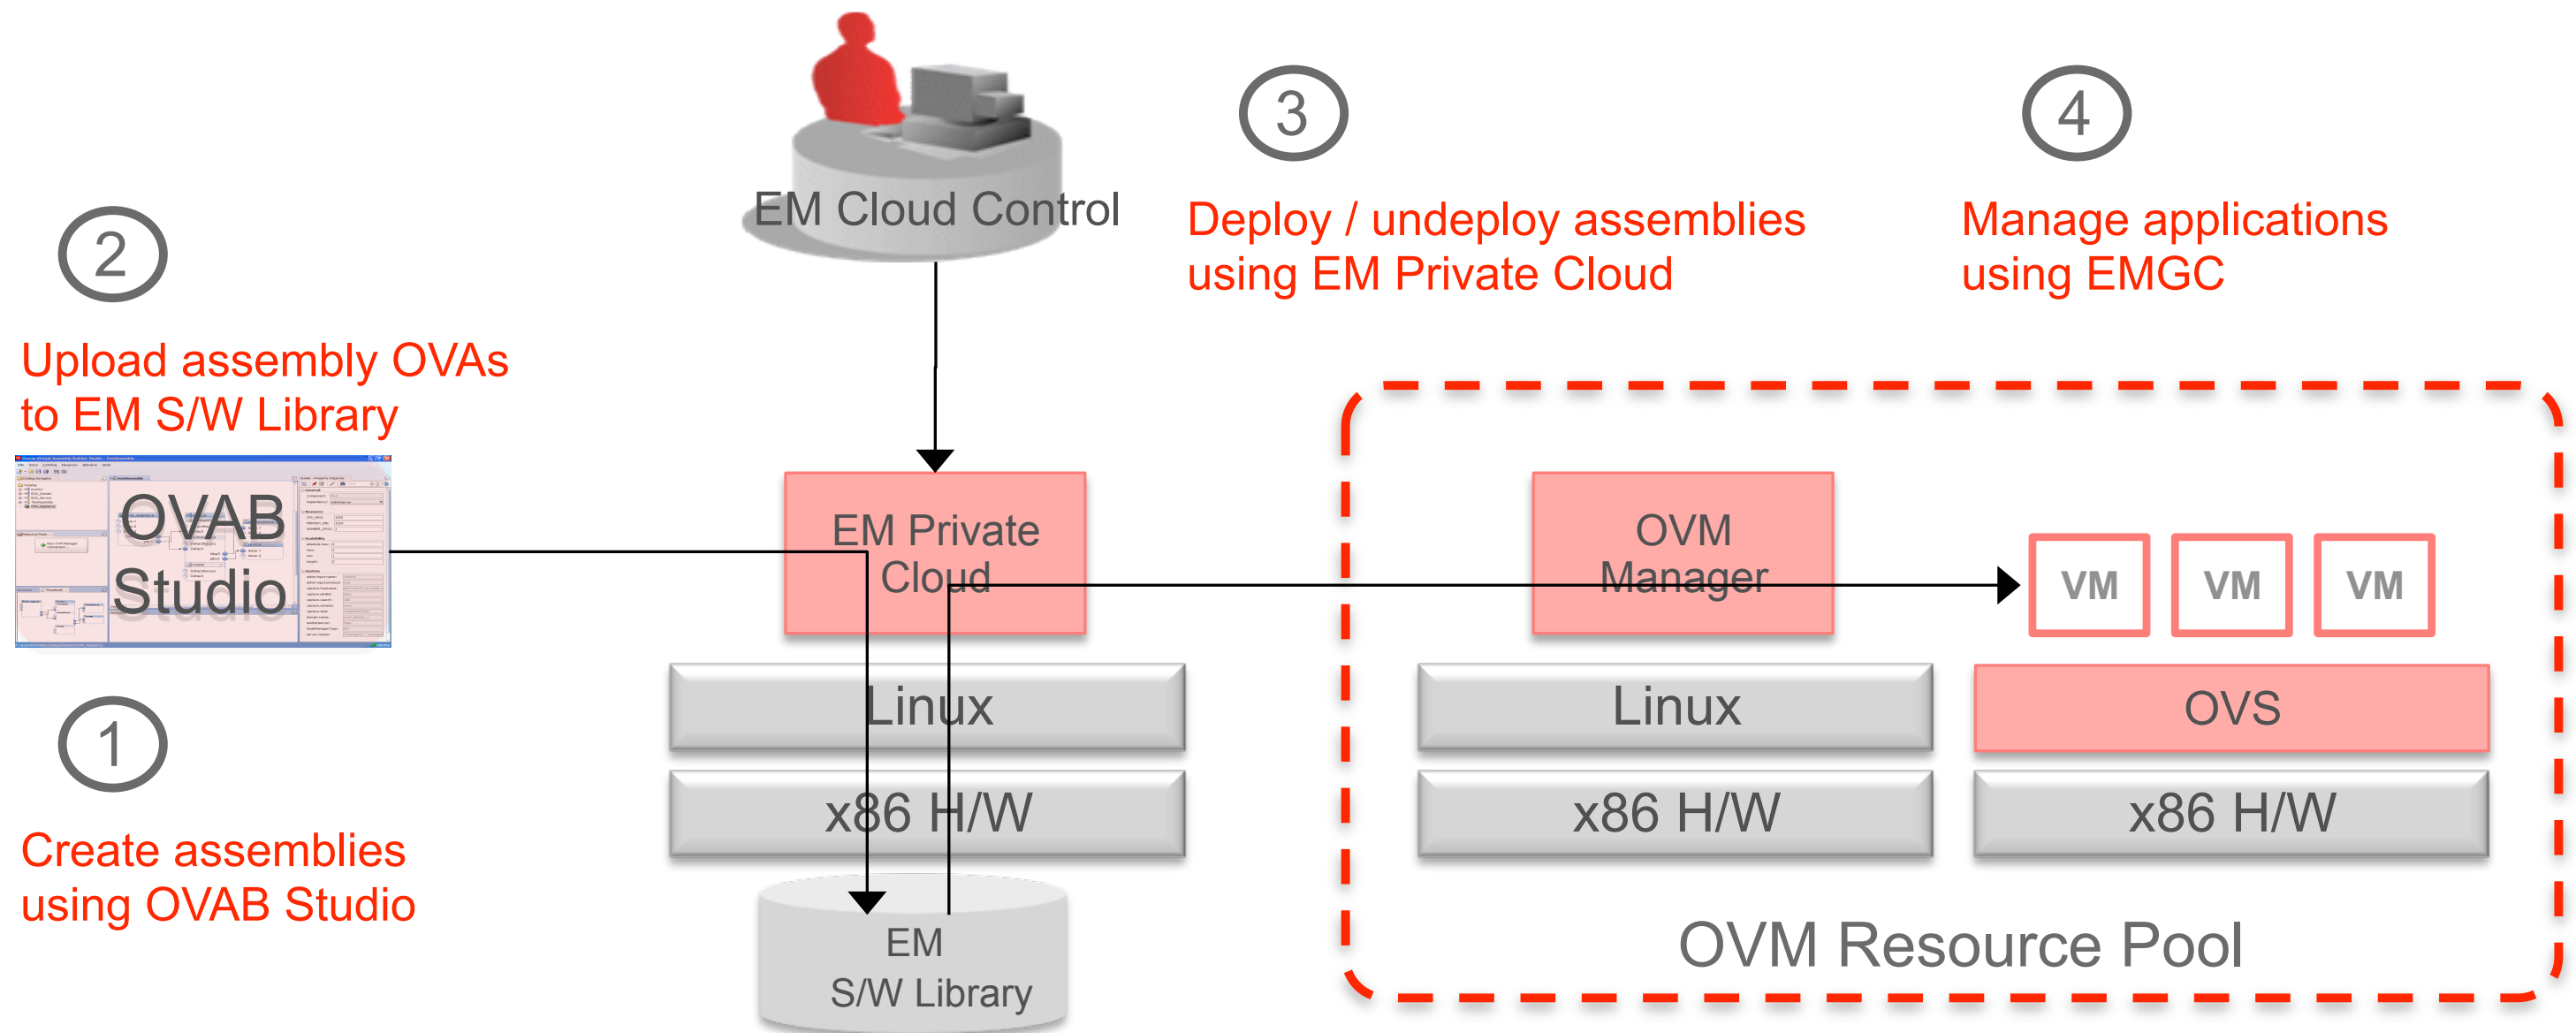 EM Cloud Control
3
Deploy / undeploy assemblies
using EM Private Cloud
4
Manage applications
using EMGC
2
Upload assembly OVAs
to EM S/W Library
OVAB
Studio
1
Create assemblies
using OVAB Studio
EM Private
Cloud
Linux
x86 H/W
EM
S/W Library
OVM
Manager
Linux
x86 H/W
VM
VM
VM
OVS
x86 H/W
OVM Resource Pool